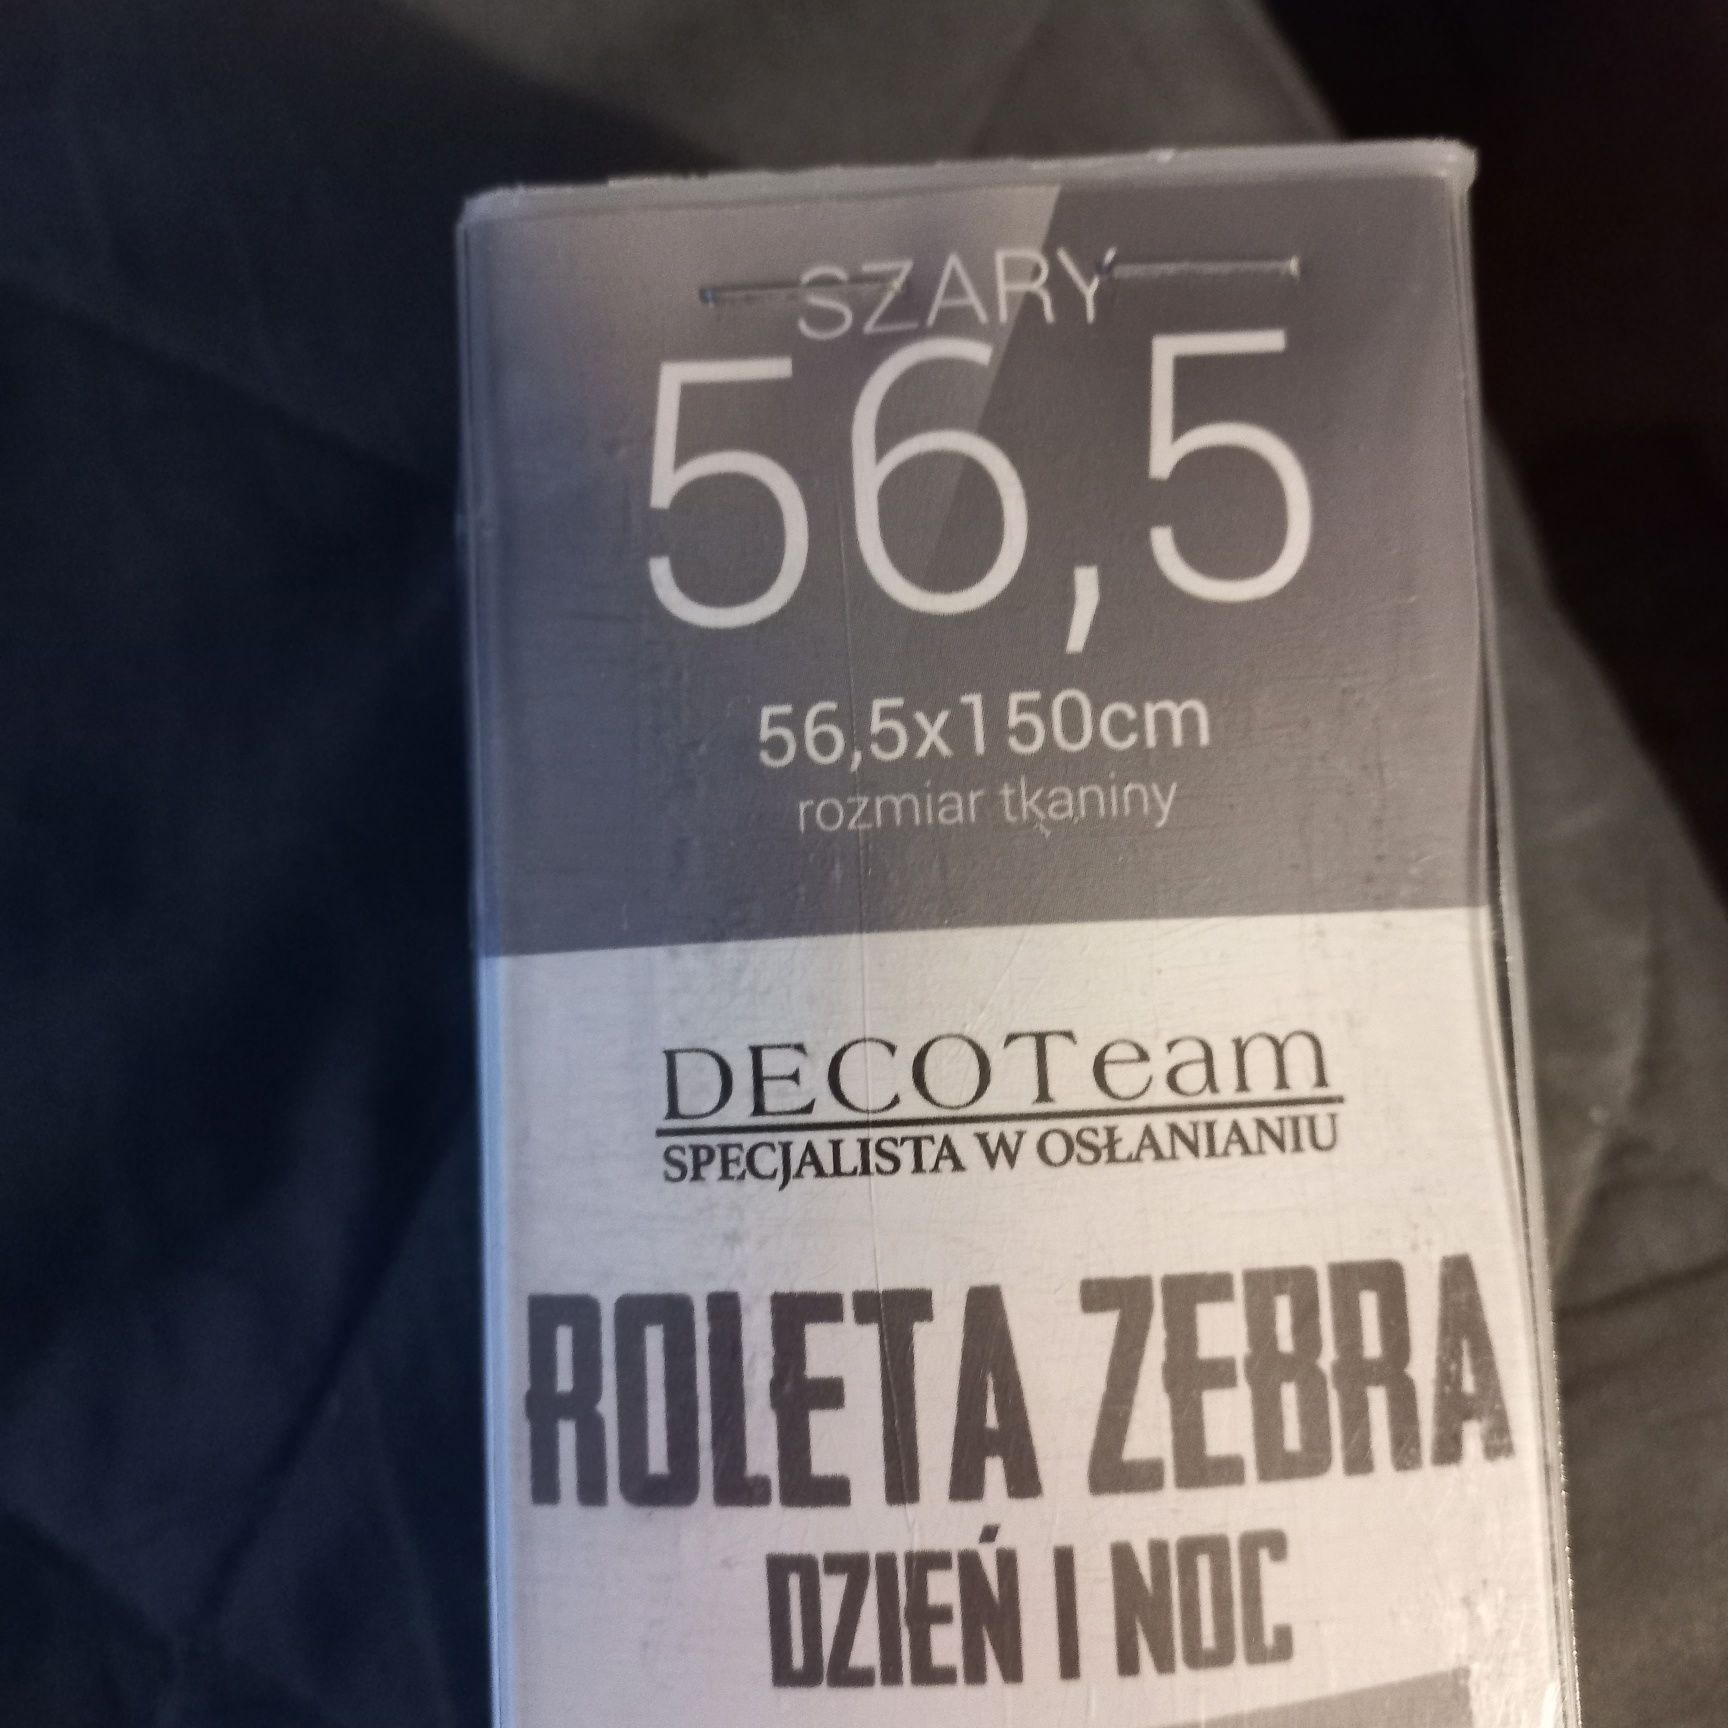 SZARY
56,5
56,5x150cm
rozmiar tkaniny
DECOTeam
SPECJALISTA W OSŁANIANIU
ROLETA ZEBRA
DZIEŃ I NOC